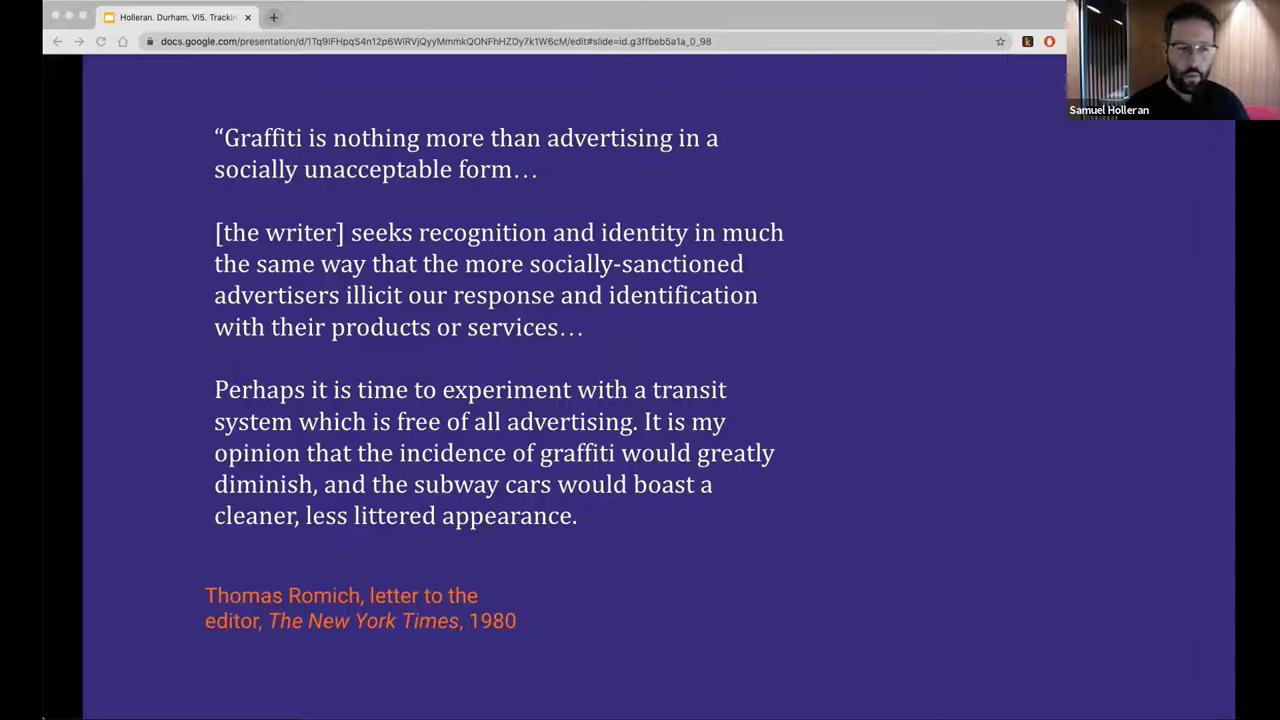 Holleran. Durham. VI5. Trackin
docs.google.com/presentation/d/1Tq9IFHpqS4n12p6WlRVjQyyMmmkQONFhHZDy7k1W6cM/edit#slide=id.g3ffbeb5a1a_0_98
Samuel Holleran
“Graffiti is nothing more than advertising in a
socially unacceptable form…
[the writer] seeks recognition and identity in much
the same way that the more socially-sanctioned
advertisers illicit our response and identification
with their products or services…
Perhaps it is time to experiment with a transit
system which is free of all advertising. It is my
opinion that the incidence of graffiti would greatly
diminish, and the subway cars would boast a
cleaner, less littered appearance.
Thomas Romich, letter to the
editor, The New York Times, 1980